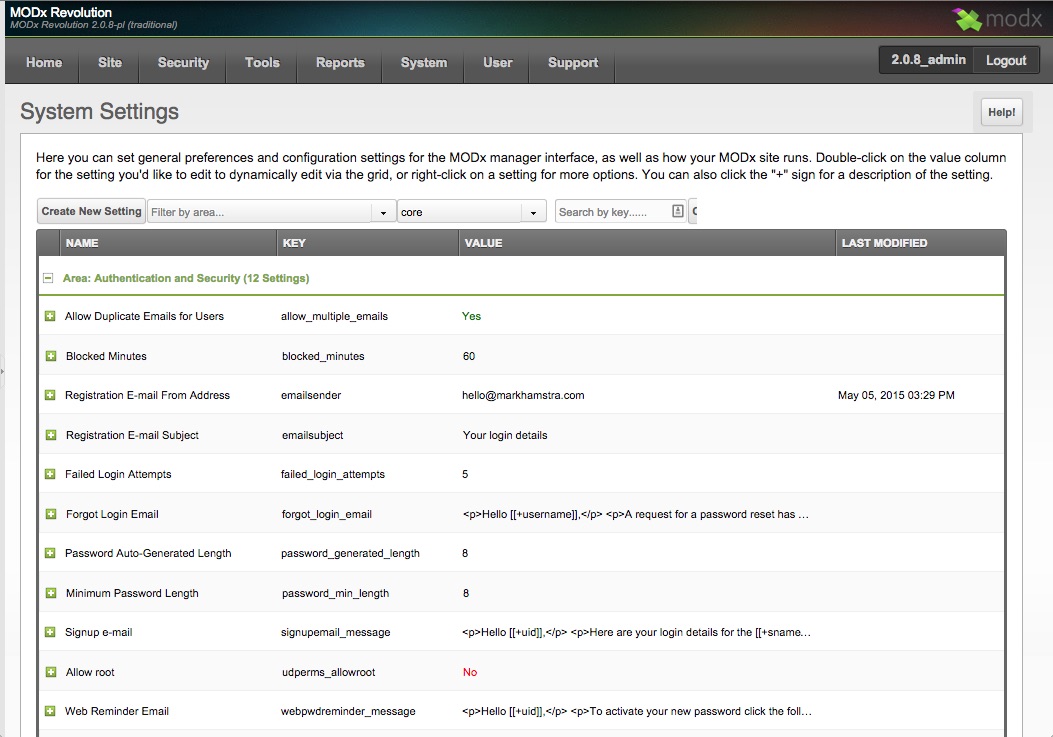 MODx Revolution
MODx Revolution 2.0.8-pl (traditional)
modx
Home Site Security Tools Reports System User Support
2.0.8_admin Logout
System Settings
Help!
Here you can set general preferences and configuration settings for the MODx manager interface, as well as how your MODx site runs. Double-click on the value column
for the setting you'd like to edit to dynamically edit via the grid, or right-click on a setting for more options. You can also click the "+" sign for a description of the setting.
Create New Setting Filter by area... core Search by key......
NAME KEY VALUE LAST MODIFIED
Area: Authentication and Security (12 Settings)
Allow Duplicate Emails for Users allow_multiple_emails Yes
Blocked Minutes blocked_minutes 60
Registration E-mail From Address emailsender hello@markhamstra.com May 05, 2015 03:29 PM
Registration E-mail Subject emailsubject Your login details
Failed Login Attempts failed_login_attempts 5
Forgot Login Email forgot_login_email <p>Hello [[+username]],</p> <p>A request for a password reset has ...
Password Auto-Generated Length password_generated_length 8
Minimum Password Length password_min_length 8
Signup e-mail signupemail_message <p>Hello [[+uid]],</p> <p>Here are your login details for the [[+sname...
Allow root udperms_allowroot No
Web Reminder Email webpwdreminder_message <p>Hello [[+uid]],</p> <p>To activate your new password click the foll...